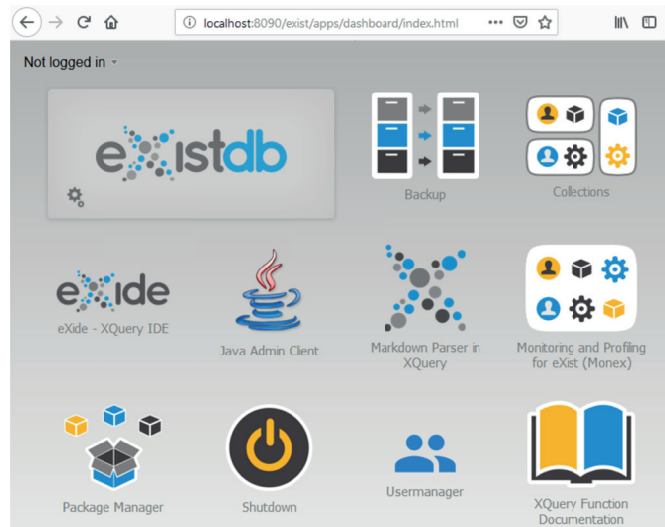 localhost:8090/exist/apps/dashboard/index.html
Not logged in
eXistdb
Backup
Collections
eXide
eXide - XQuery IDE
Java Admin Client
Markdown Parser in
XQuery
Monitoring and Profiling
for eXist (Monex)
Package Manager
Shutdown
Usermanager
XQuery Function
Documentation